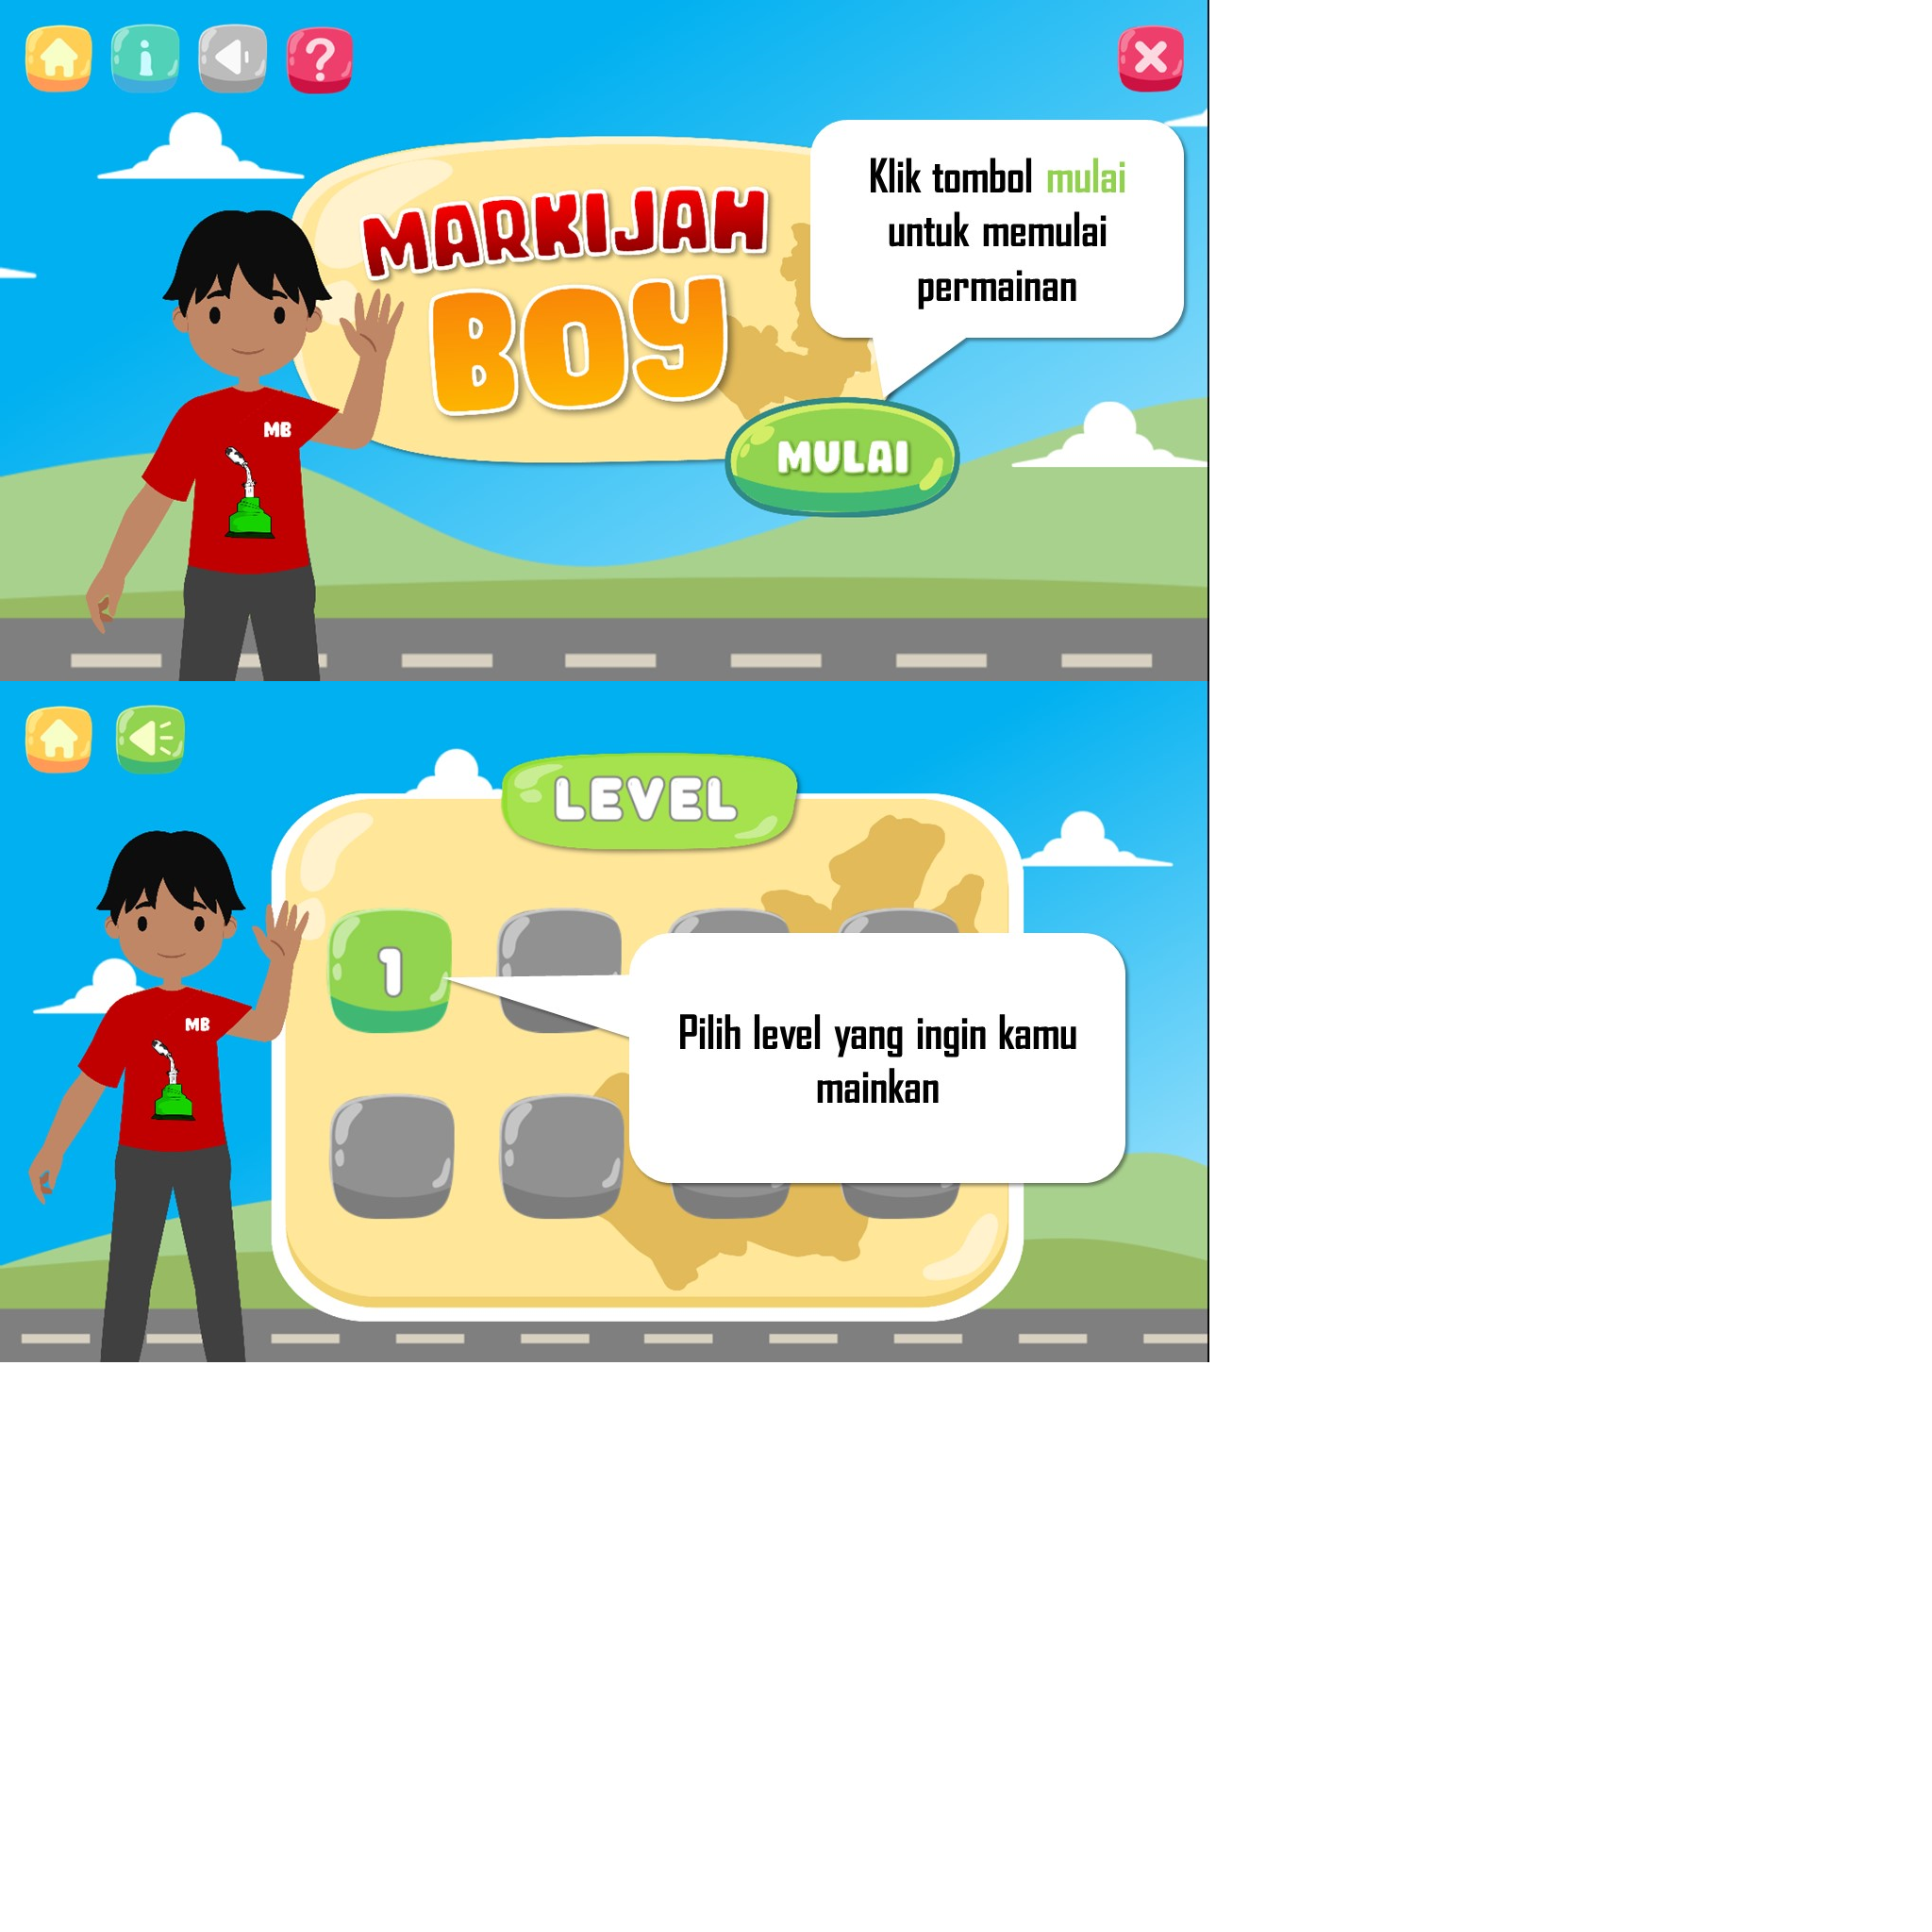 MARKIJAH
BOY
Klik tombol mulai
untuk memulai
permainan
MB
MULAI
LEVEL
1
MB
Pilih level yang ingin kamu
mainkan